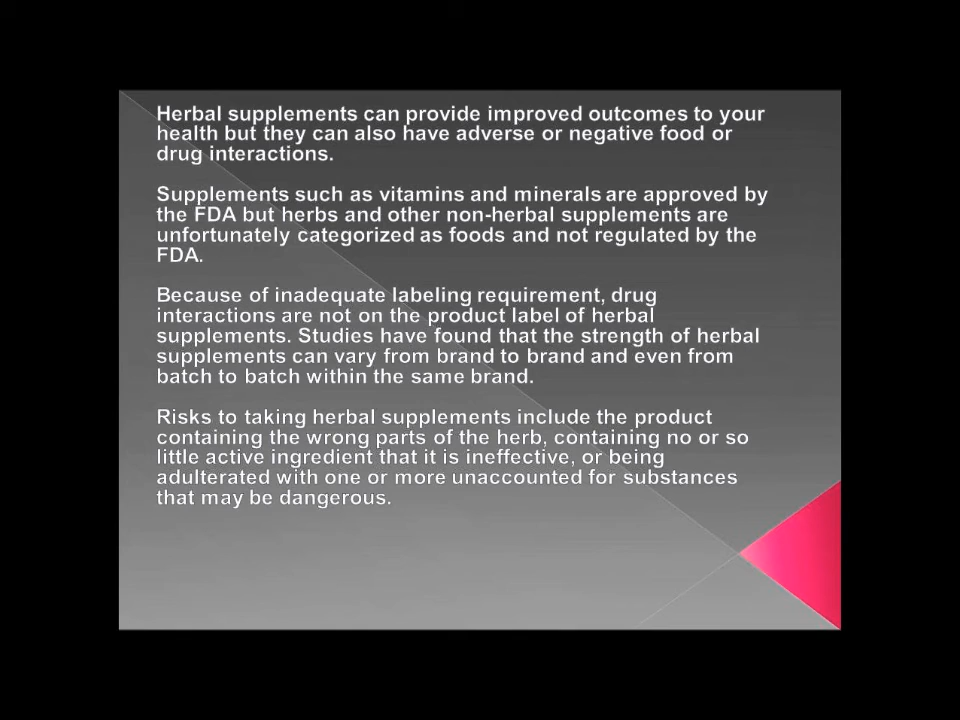 Herbal supplements can provide improved outcomes to your
health but they can also have adverse or negative food or
drug interactions.
Supplements such as vitamins and minerals are approved by
the FDA but herbs and other non-herbal supplements are
unfortunately categorized as foods and not regulated by the
FDA.
Because of inadequate labeling requirement, drug
interactions are not on the product label of herbal
supplements. Studies have found that the strength of herbal
supplements can vary from brand to brand and even from
batch to batch within the same brand.
Risks to taking herbal supplements include the product
containing the wrong parts of the herb, containing no or so
little active ingredient that it is ineffective, or being
adulterated with one or more unaccounted for substances
that may be dangerous.